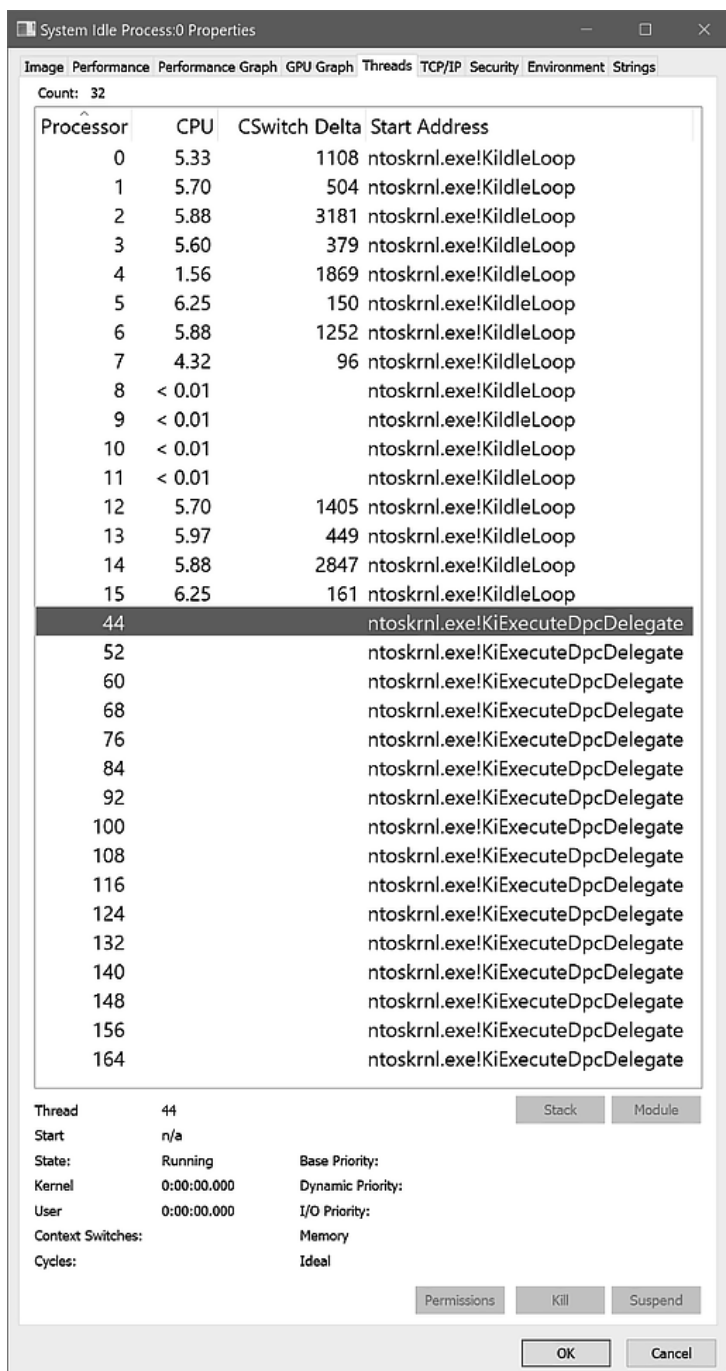 System Idle Process:0 Properties
Image Performance Performance Graph GPU Graph Threads TCP/IP Security Environment Strings
Count: 32
Processor CPU CSwitch Delta Start Address
0 5.33 1108 ntoskrnl.exe!KiIdleLoop
1 5.70 504 ntoskrnl.exe!KiIdleLoop
2 5.88 3181 ntoskrnl.exe!KiIdleLoop
3 5.60 379 ntoskrnl.exe!KiIdleLoop
4 1.56 1869 ntoskrnl.exe!KiIdleLoop
5 6.25 150 ntoskrnl.exe!KiIdleLoop
6 5.88 1252 ntoskrnl.exe!KiIdleLoop
7 4.32 96 ntoskrnl.exe!KiIdleLoop
8 < 0.01 ntoskrnl.exe!KiIdleLoop
9 < 0.01 ntoskrnl.exe!KiIdleLoop
10 < 0.01 ntoskrnl.exe!KiIdleLoop
11 < 0.01 ntoskrnl.exe!KiIdleLoop
12 5.70 1405 ntoskrnl.exe!KiIdleLoop
13 5.97 449 ntoskrnl.exe!KiIdleLoop
14 5.88 2847 ntoskrnl.exe!KiIdleLoop
15 6.25 161 ntoskrnl.exe!KiIdleLoop
44 ntoskrnl.exe!KiExecuteDpcDelegate
52 ntoskrnl.exe!KiExecuteDpcDelegate
60 ntoskrnl.exe!KiExecuteDpcDelegate
68 ntoskrnl.exe!KiExecuteDpcDelegate
76 ntoskrnl.exe!KiExecuteDpcDelegate
84 ntoskrnl.exe!KiExecuteDpcDelegate
92 ntoskrnl.exe!KiExecuteDpcDelegate
100 ntoskrnl.exe!KiExecuteDpcDelegate
108 ntoskrnl.exe!KiExecuteDpcDelegate
116 ntoskrnl.exe!KiExecuteDpcDelegate
124 ntoskrnl.exe!KiExecuteDpcDelegate
132 ntoskrnl.exe!KiExecuteDpcDelegate
140 ntoskrnl.exe!KiExecuteDpcDelegate
148 ntoskrnl.exe!KiExecuteDpcDelegate
156 ntoskrnl.exe!KiExecuteDpcDelegate
164 ntoskrnl.exe!KiExecuteDpcDelegate
Thread 44 Stack Module
Start n/a
State: Running Base Priority:
Kernel 0:00:00.000 Dynamic Priority:
User 0:00:00.000 I/O Priority:
Context Switches: Memory
Cycles: Ideal
Permissions Kill Suspend
OK Cancel